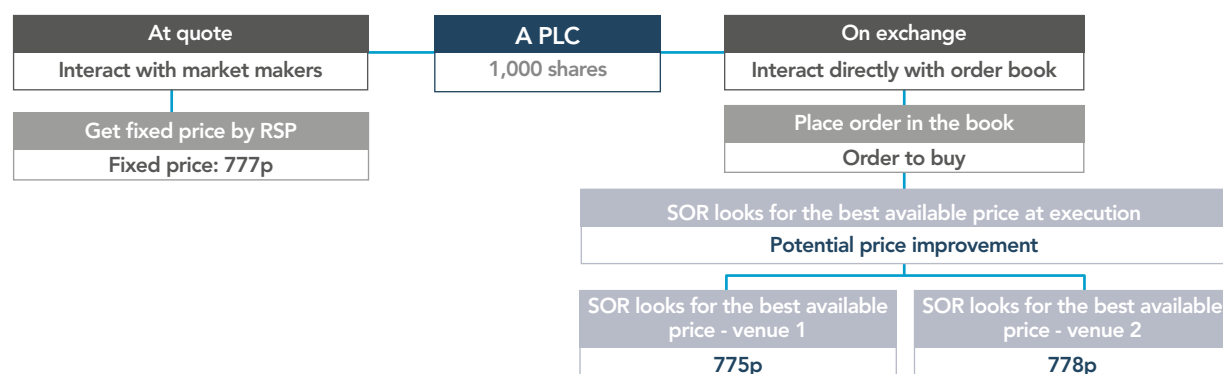 At quote
Interact with market makers
Get fixed price by RSP
Fixed price: 777p
A PLC
1,000 shares
On exchange
Interact directly with order book
Place order in the book
Order to buy
SOR looks for the best available price at execution
Potential price improvement
SOR looks for the best available
price - venue 1
775p
SOR looks for the best available
price - venue 2
778p